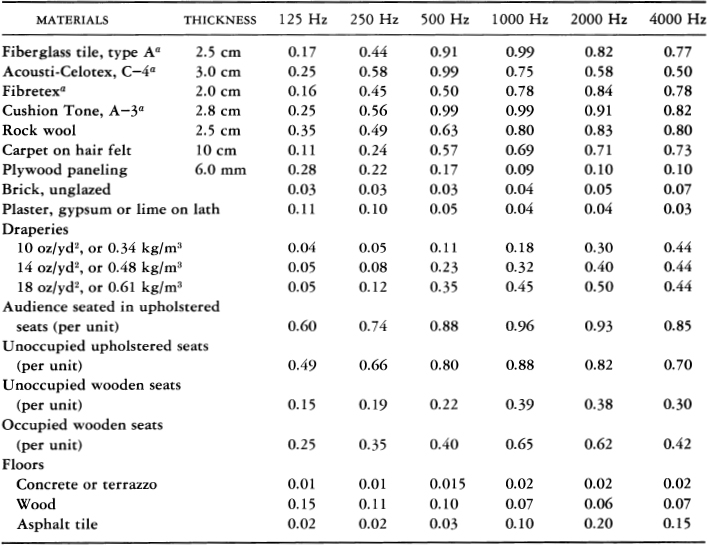 MATERIALS THICKNESS 125 Hz 250 Hz 500 Hz 1000 Hz 2000 Hz 4000 Hz
Fiberglass tile, type Aᵃ 2.5 cm 0.17 0.44 0.91 0.99 0.82 0.77
Acousti-Celotex, C−4ᵃ 3.0 cm 0.25 0.58 0.99 0.75 0.58 0.50
Fibretexᵃ 2.0 cm 0.16 0.45 0.50 0.78 0.84 0.78
Cushion Tone, A−3ᵃ 2.8 cm 0.25 0.56 0.99 0.99 0.91 0.82
Rock wool 2.5 cm 0.35 0.49 0.63 0.80 0.83 0.80
Carpet on hair felt 10 cm 0.11 0.24 0.57 0.69 0.71 0.73
Plywood paneling 6.0 mm 0.28 0.22 0.17 0.09 0.10 0.10
Brick, unglazed 0.03 0.03 0.03 0.04 0.05 0.07
Plaster, gypsum or lime on lath 0.11 0.10 0.05 0.04 0.04 0.03
Draperies
10 oz/yd², or 0.34 kg/m³ 0.04 0.05 0.11 0.18 0.30 0.44
14 oz/yd², or 0.48 kg/m³ 0.05 0.08 0.23 0.32 0.40 0.44
18 oz/yd², or 0.61 kg/m³ 0.05 0.12 0.35 0.45 0.50 0.44
Audience seated in upholstered
seats (per unit) 0.60 0.74 0.88 0.96 0.93 0.85
Unoccupied upholstered seats
(per unit) 0.49 0.66 0.80 0.88 0.82 0.70
Unoccupied wooden seats
(per unit) 0.15 0.19 0.22 0.39 0.38 0.30
Occupied wooden seats
(per unit) 0.25 0.35 0.40 0.65 0.62 0.42
Floors
Concrete or terrazzo 0.01 0.01 0.015 0.02 0.02 0.02
Wood 0.15 0.11 0.10 0.07 0.06 0.07
Asphalt tile 0.02 0.02 0.03 0.10 0.20 0.15